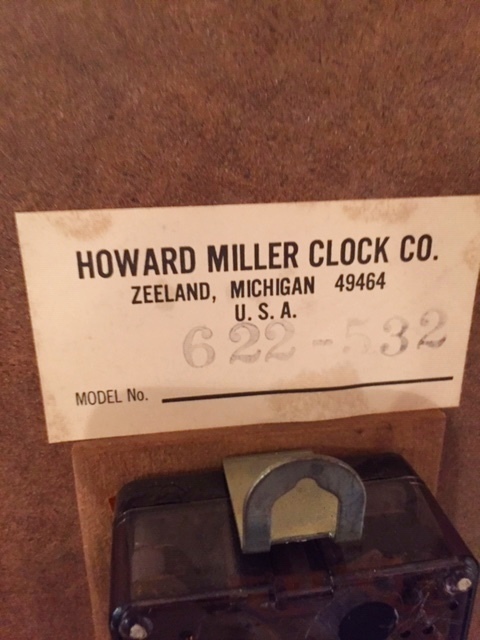 HOWARD MILLER CLOCK CO.
ZEELAND, MICHIGAN 49464
U. S. A.
622-532
MODEL No.